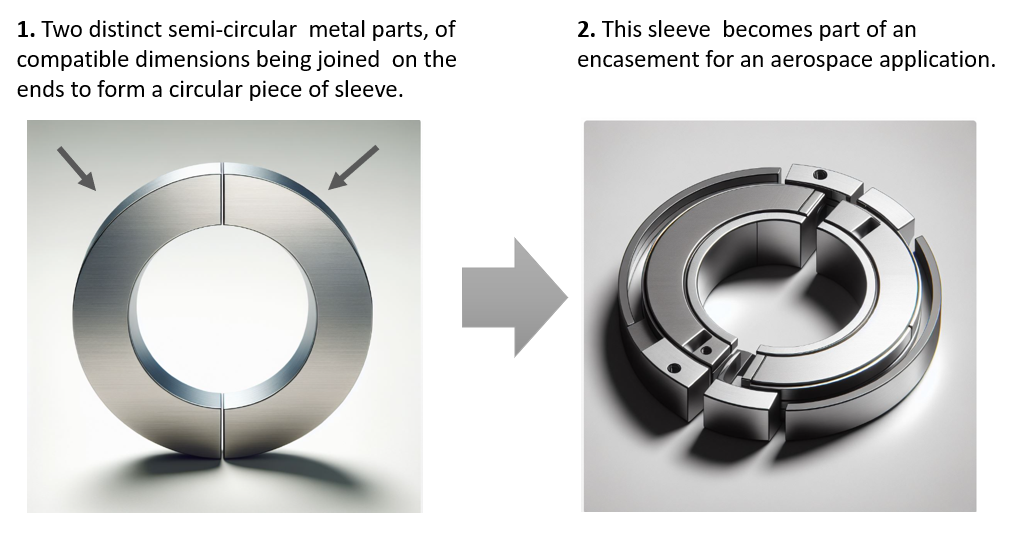 1. Two distinct semi-circular metal parts, of
compatible dimensions being joined on the
ends to form a circular piece of sleeve.
2. This sleeve becomes part of an
encasement for an aerospace application.